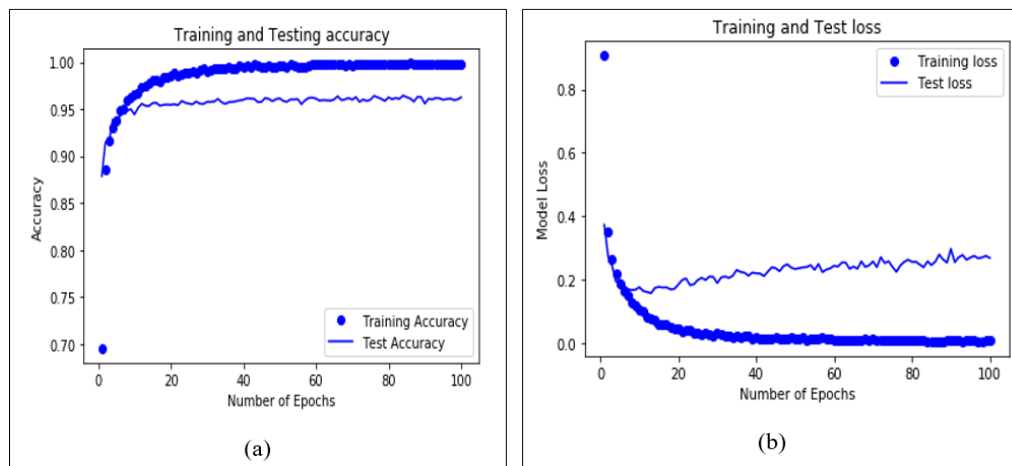 Training and Testing accuracy
1.00
0.95
0.90
0.85
0.80
0.75
0.70
Accuracy
Training Accuracy
Test Accuracy
0 20 40 60 80 100
Number of Epochs
(a)
Training and Test loss
0.8
0.6
0.4
0.2
0.0
Model Loss
Training loss
Test loss
0 20 40 60 80 100
Number of Epochs
(b)